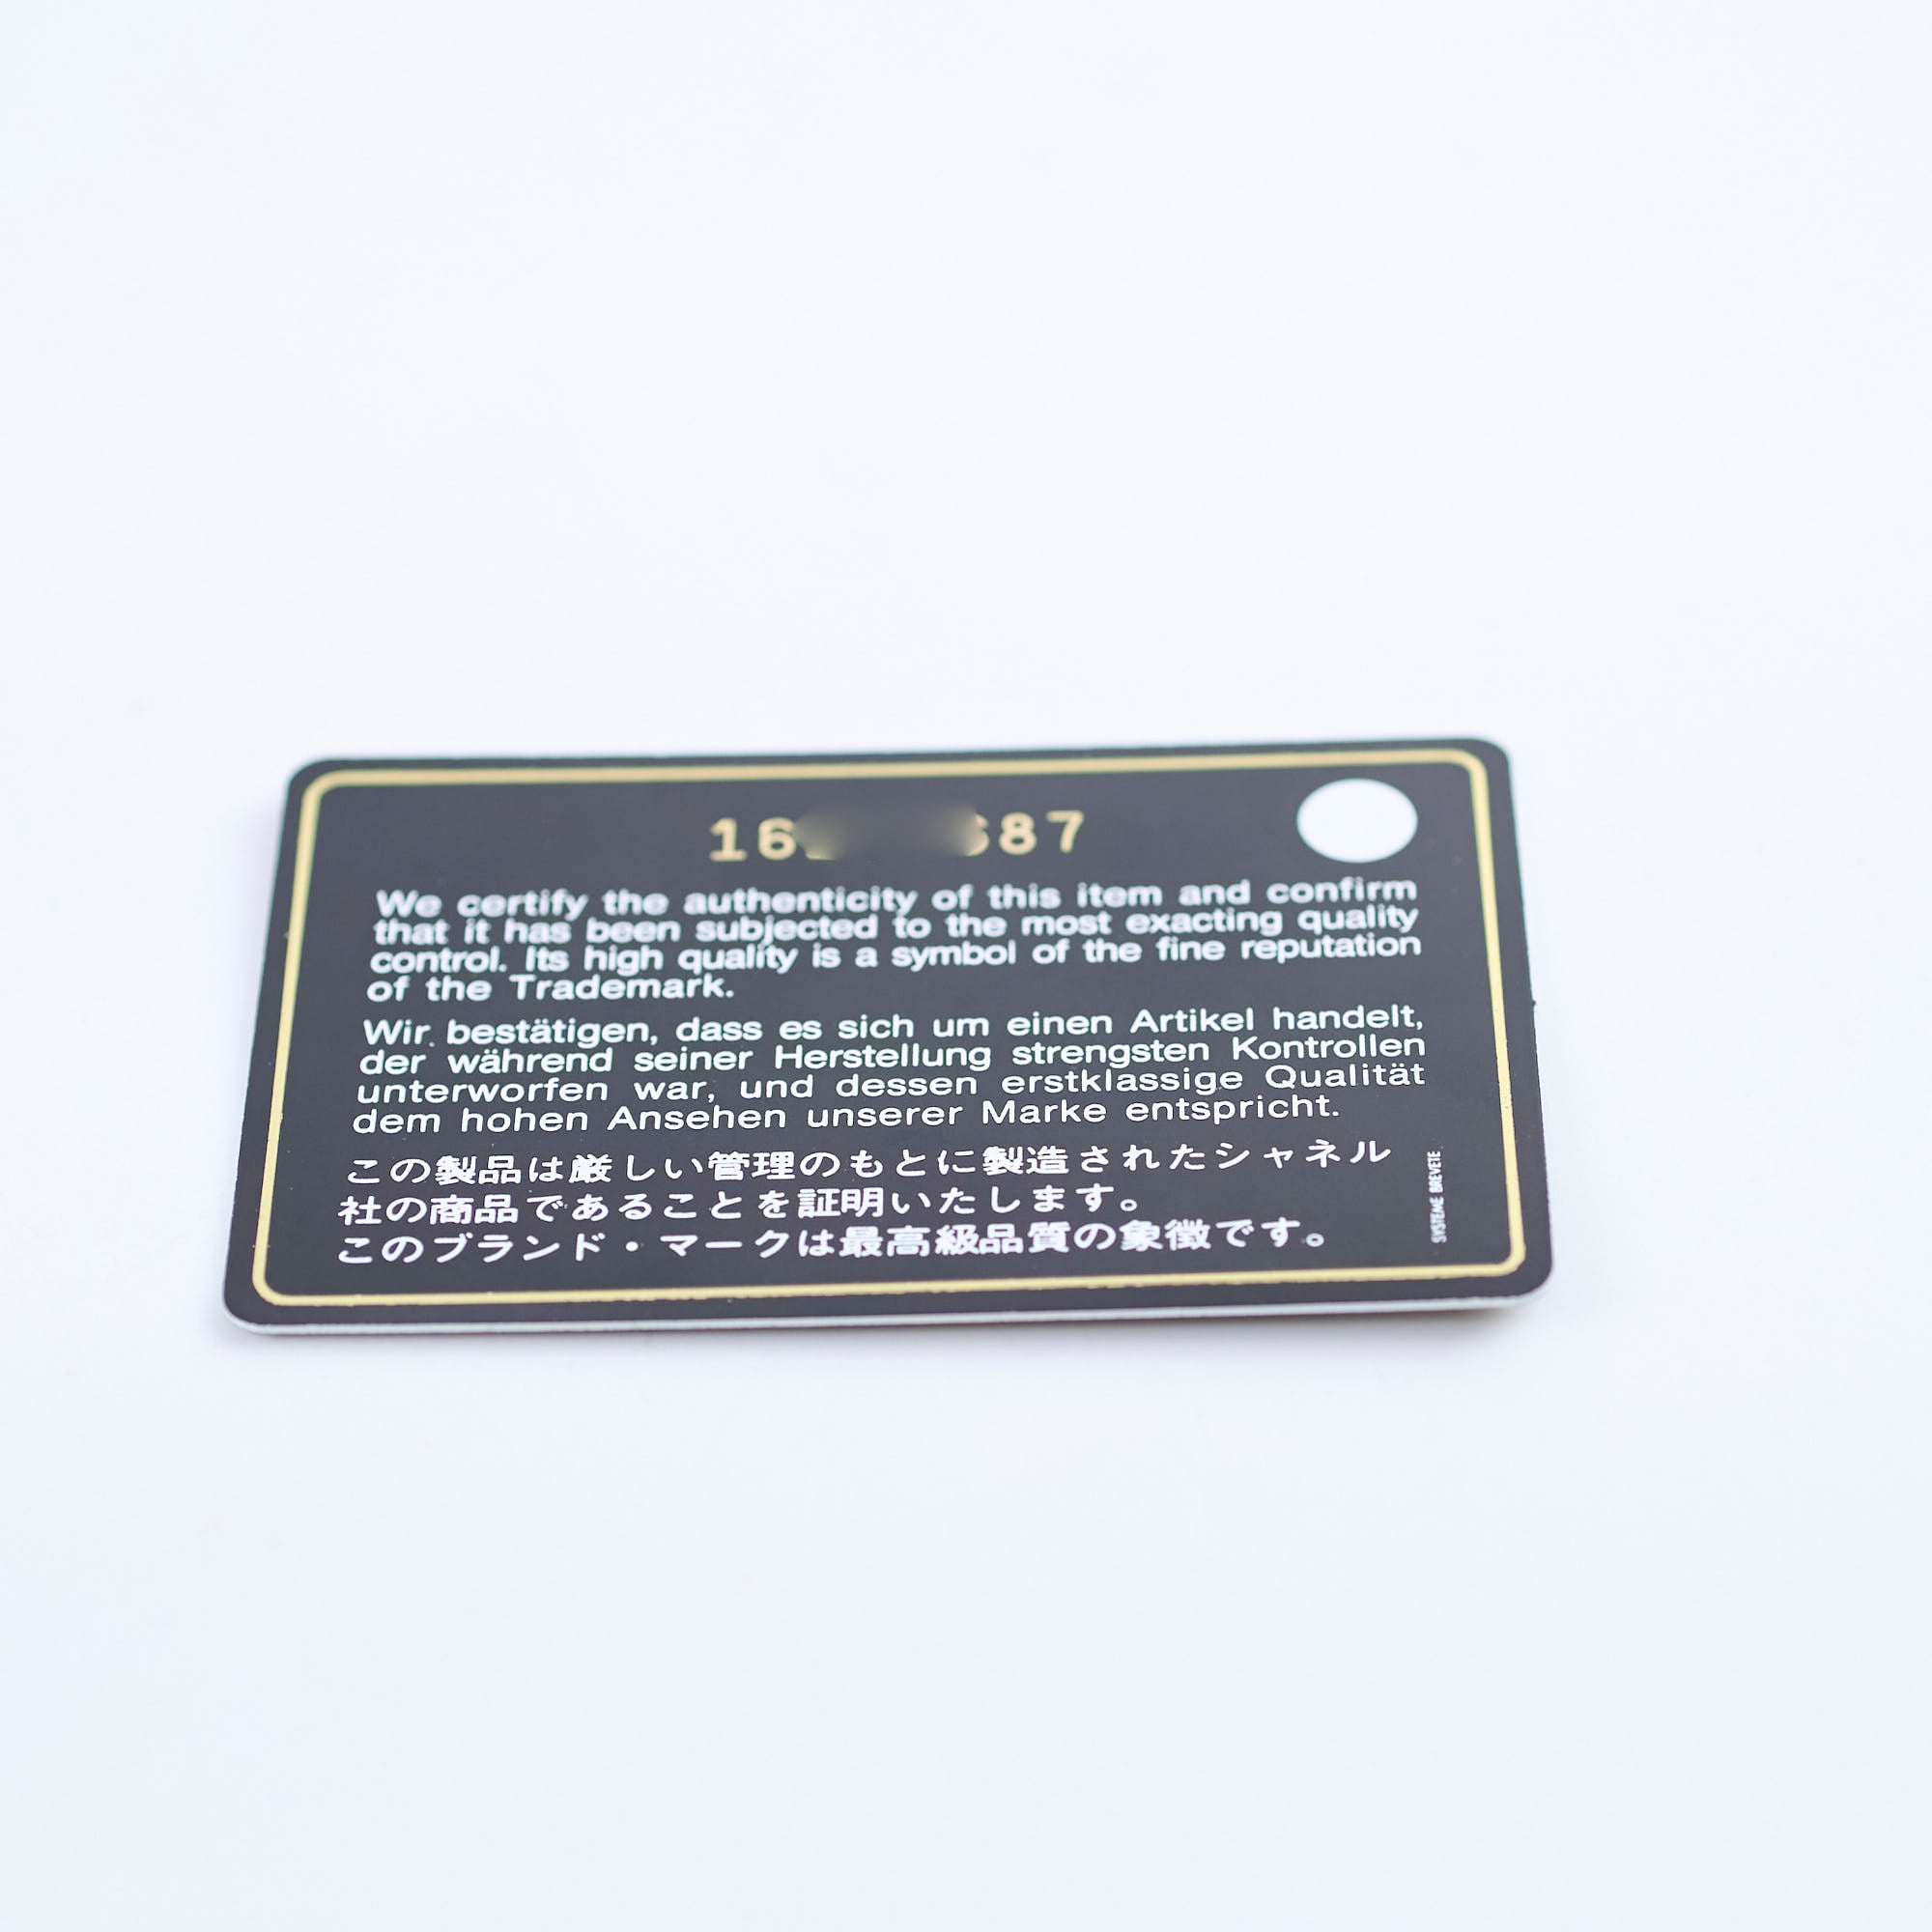 16 687
We certify the authenticity of this item and confirm
that it has been subjected to the most exacting quality
control. Its high quality is a symbol of the fine reputation
of the Trademark.
Wir bestätigen, dass es sich um einen Artikel handelt,
der während seiner Herstellung strengsten Kontrollen
unterworfen war, und dessen erstklassige Qualität
dem hohen Ansehen unserer Marke entspricht.
この製品は厳しい管理のもとに製造されたシャネル
社の商品であることを証明いたします。
このブランド・マークは最高級品質の象徴です。
SYSTEME BREVETE